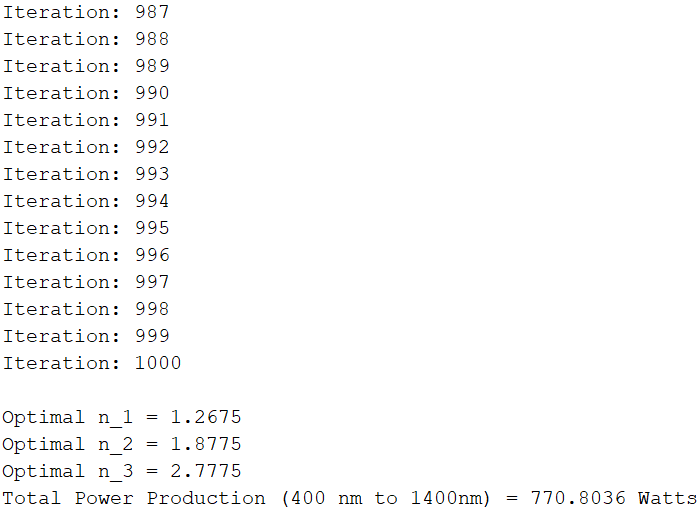 Iteration: 987
Iteration: 988
Iteration: 989
Iteration: 990
Iteration: 991
Iteration: 992
Iteration: 993
Iteration: 994
Iteration: 995
Iteration: 996
Iteration: 997
Iteration: 998
Iteration: 999
Iteration: 1000
Optimal n_1 = 1.2675
Optimal n_2 = 1.8775
Optimal n_3 = 2.7775
Total Power Production (400 nm to 1400nm) = 770.8036 Watts